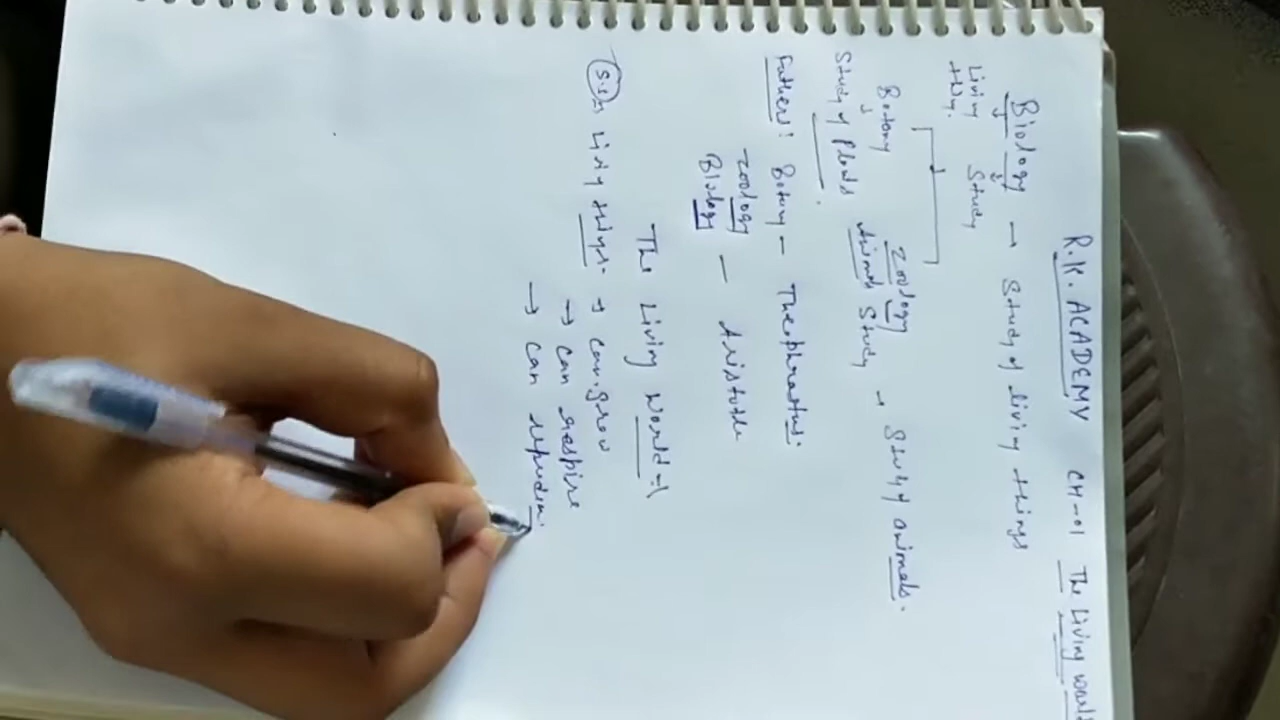 R.K. ACADEMY CH-01 The Living world
Biology → Study of living things
Living Study
thing.
Botany Zoology
Study of Plants Animals Study → Study of animals.
Fathers: Botany - Theophrastus.
Zoology
Biology - Aristotle
The Living World-1
Living things. → can grow
→ can respire
→ can